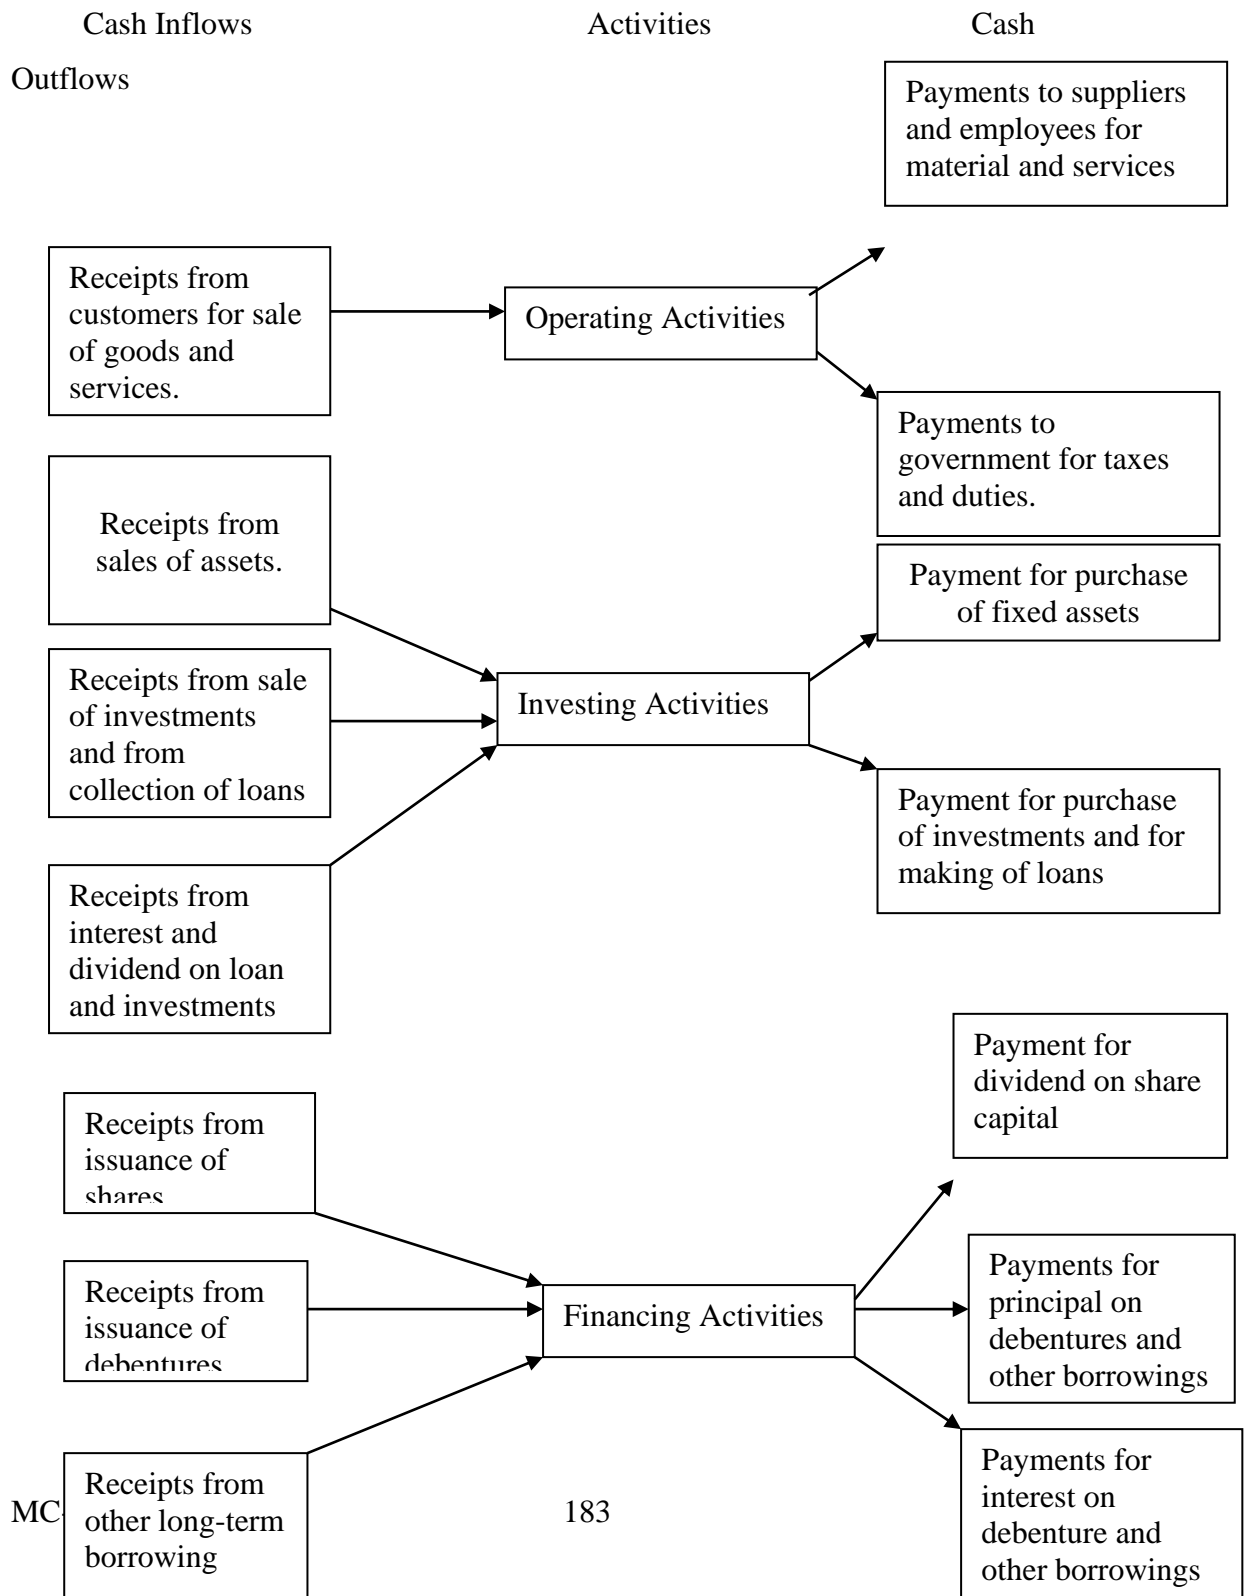 Cash Inflows Activities Cash
Outflows
Payments to suppliers
and employees for
material and services
Receipts from
customers for sale
of goods and
services.
Operating Activities
Payments to
government for taxes
and duties.
Receipts from
sales of assets.
Payment for purchase
of fixed assets
Receipts from sale
of investments
and from
collection of loans
Investing Activities
Payment for purchase
of investments and for
making of loans
Receipts from
interest and
dividend on loan
and investments
Payment for
dividend on share
capital
Receipts from
issuance of
shares
Receipts from
issuance of
debentures
Financing Activities
Payments for
principal on
debentures and
other borrowings
Receipts from
other long-term
borrowing
Payments for
interest on
debenture and
other borrowings
MC-
183